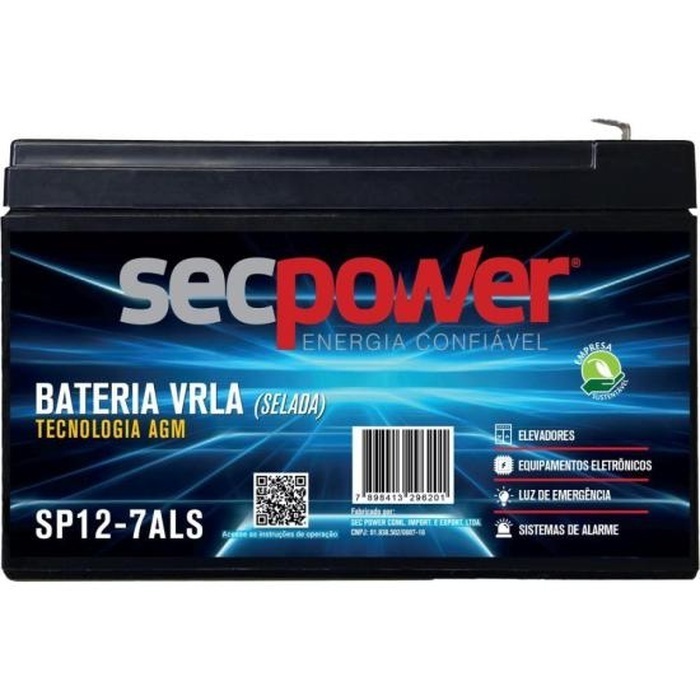 secpower®
ENERGIA CONFIÁVEL
EMPRESA
SUSTENTÁVEL
BATERIA VRLA (SELADA)
TECNOLOGIA AGM
ELEVADORES
EQUIPAMENTOS ELETRÔNICOS
LUZ DE EMERGÊNCIA
SISTEMAS DE ALARME
SP12-7ALS
Acesse as instruções de operação
7 898413 296201
Fabricado por:
SEC POWER COML. IMPORT. E EXPORT. LTDA